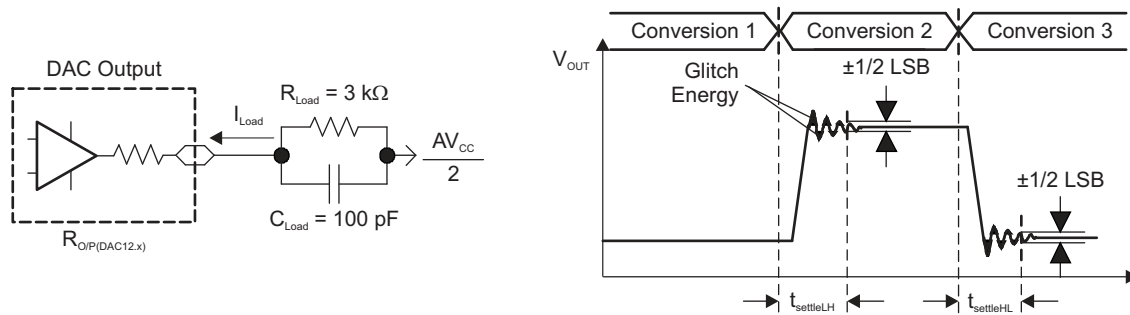 DAC Output
I_Load
R_Load = 3 kΩ
AV_CC
2
C_Load = 100 pF
R_O/P(DAC12.x)
Conversion 1
Conversion 2
Conversion 3
V_OUT
Glitch
Energy
±1/2 LSB
±1/2 LSB
t_settleLH
t_settleHL